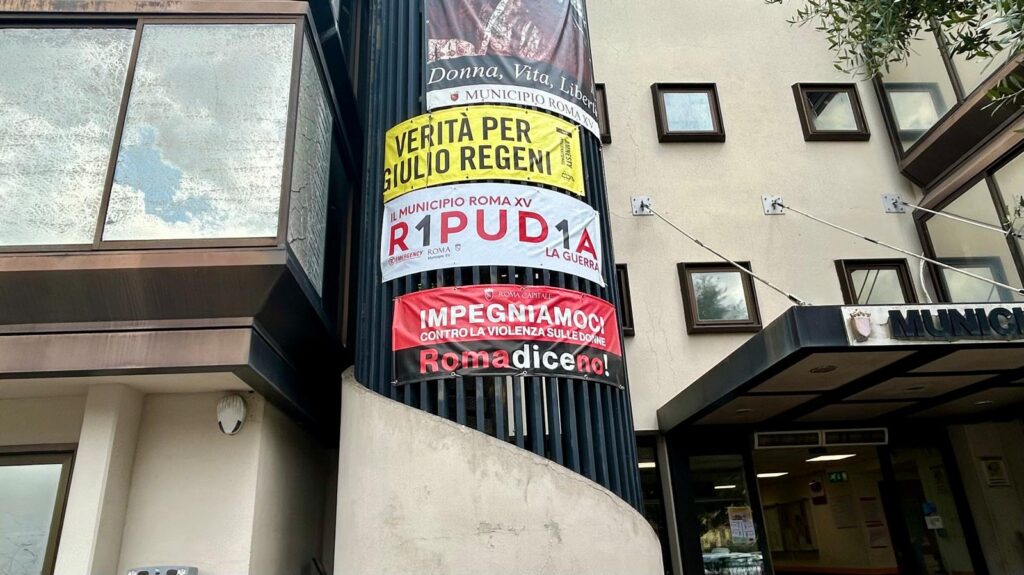 Donna, Vita, Libert
MUNICIPIO ROMA XV
VERITÀ PER
GIULIO REGENI
AMNESTY
IL MUNICIPIO ROMA XV
R1PUD1A
LA GUERRA
EMERGENCY
ROMA
ROMA CAPITALE
IMPEGNIAMOCI
CONTRO LA VIOLENZA SULLE DONNE
Romadiceno!
MUNICI